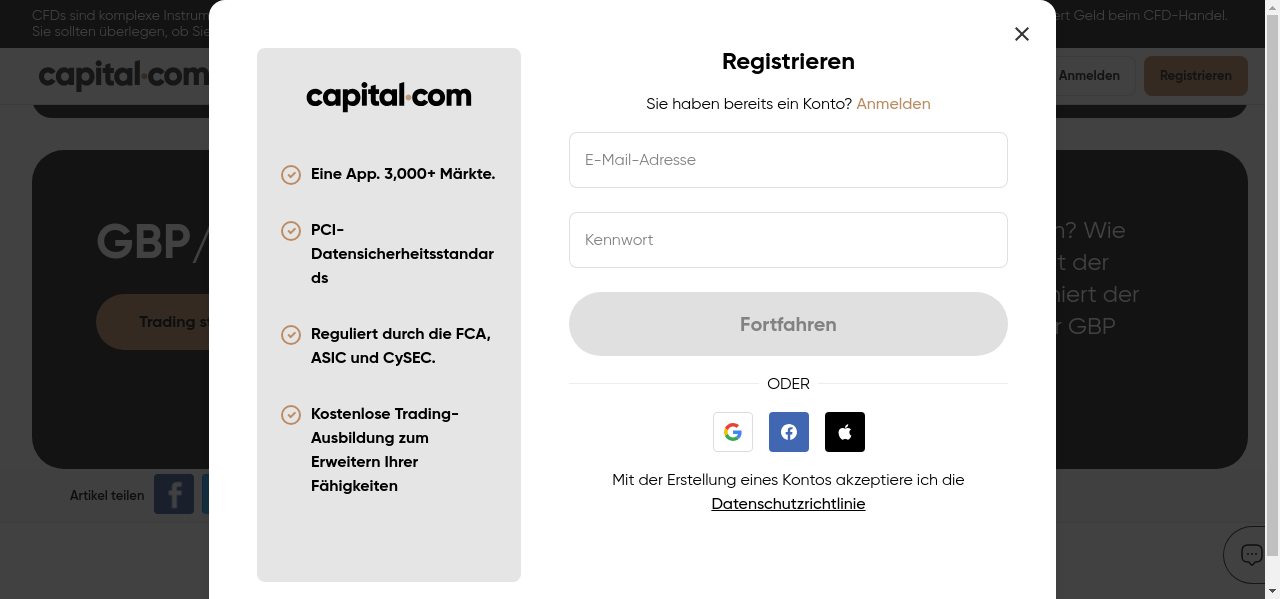 CFDs sind komplexe Instrum
ert Geld beim CFD-Handel.
Sie sollten überlegen, ob Sie
capital.com
Anmelden
Registrieren
GBP/
Trading st
n? Wie
t der
niert der
r GBP
Artikel teilen
capital.com
Eine App. 3,000+ Märkte.
PCI-
Datensicherheitsstandar
ds
Reguliert durch die FCA,
ASIC und CySEC.
Kostenlose Trading-
Ausbildung zum
Erweitern Ihrer
Fähigkeiten
Registrieren
Sie haben bereits ein Konto? Anmelden
E-Mail-Adresse
Kennwort
Fortfahren
ODER
Mit der Erstellung eines Kontos akzeptiere ich die
Datenschutzrichtlinie